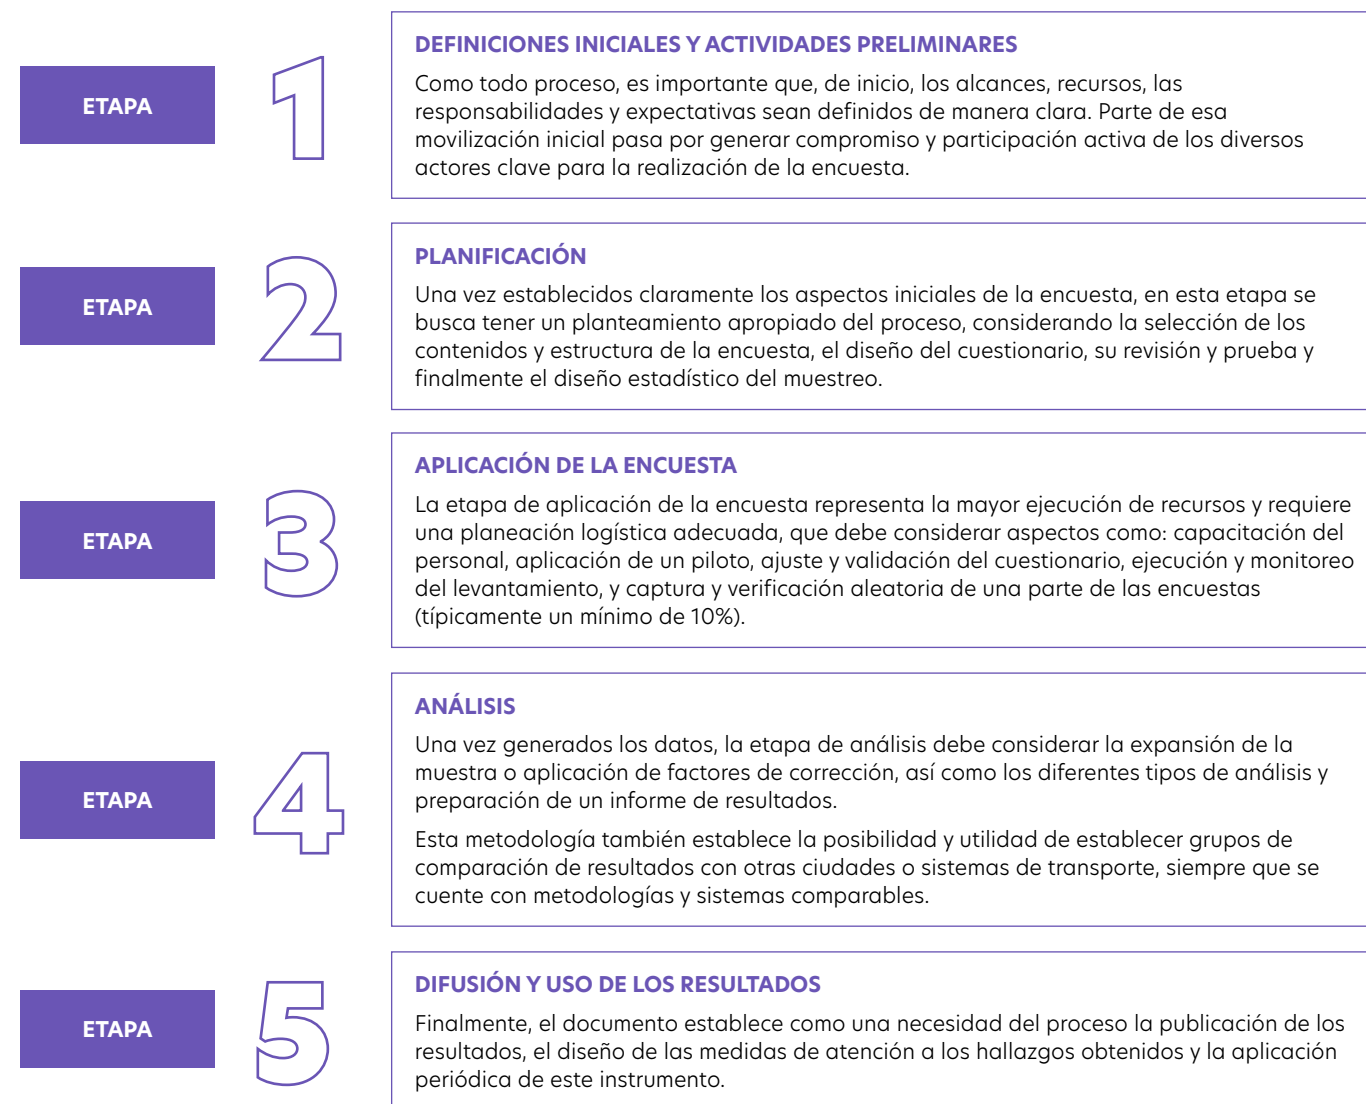 ETAPA
1
DEFINICIONES INICIALES Y ACTIVIDADES PRELIMINARES
Como todo proceso, es importante que, de inicio, los alcances, recursos, las
responsabilidades y expectativas sean definidos de manera clara. Parte de esa
movilización inicial pasa por generar compromiso y participación activa de los diversos
actores clave para la realización de la encuesta.
ETAPA
2
PLANIFICACIÓN
Una vez establecidos claramente los aspectos iniciales de la encuesta, en esta etapa se
busca tener un planteamiento apropiado del proceso, considerando la selección de los
contenidos y estructura de la encuesta, el diseño del cuestionario, su revisión y prueba y
finalmente el diseño estadístico del muestreo.
ETAPA
3
APLICACIÓN DE LA ENCUESTA
La etapa de aplicación de la encuesta representa la mayor ejecución de recursos y requiere
una planeación logística adecuada, que debe considerar aspectos como: capacitación del
personal, aplicación de un piloto, ajuste y validación del cuestionario, ejecución y monitoreo
del levantamiento, y captura y verificación aleatoria de una parte de las encuestas
(típicamente un mínimo de 10%).
ETAPA
4
ANÁLISIS
Una vez generados los datos, la etapa de análisis debe considerar la expansión de la
muestra o aplicación de factores de corrección, así como los diferentes tipos de análisis y
preparación de un informe de resultados.
Esta metodología también establece la posibilidad y utilidad de establecer grupos de
comparación de resultados con otras ciudades o sistemas de transporte, siempre que se
cuente con metodologías y sistemas comparables.
ETAPA
5
DIFUSIÓN Y USO DE LOS RESULTADOS
Finalmente, el documento establece como una necesidad del proceso la publicación de los
resultados, el diseño de las medidas de atención a los hallazgos obtenidos y la aplicación
periódica de este instrumento.